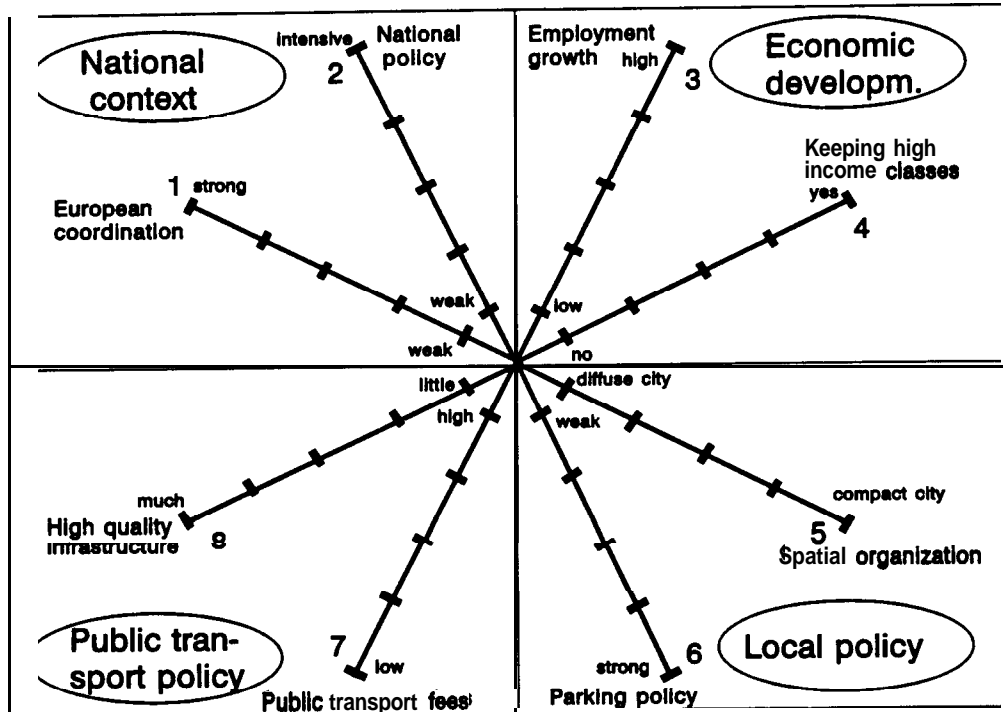 National
context
intensive
National
policy
2
1
strong
European
coordination
weak
weak
Employment
growth
high
3
Economic
developm.
Keeping high
income classes
yes
4
low
no
little
high
much
High quality
infrastructure
8
Public tran-
sport policy
7
low
Public transport fees
diffuse city
weak
compact city
5
Spatial organization
strong
6
Parking policy
Local policy